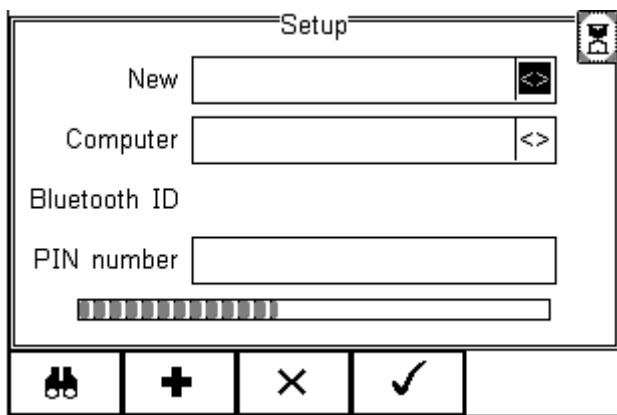 Setup
New <>
Computer <>
Bluetooth ID
PIN number